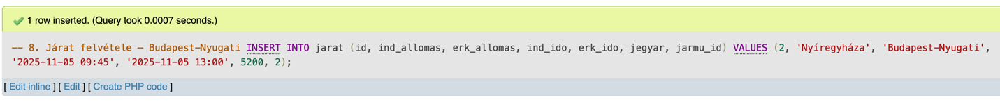 1 row inserted. (Query took 0.0007 seconds.)
-- 8. Járat felvétele – Budapest-Nyugati INSERT INTO jarat (id, ind_allomas, erk_allomas, ind_ido, erk_ido, jegyar, jarmu_id) VALUES (2, 'Nyíregyháza', 'Budapest-Nyugati',
'2025-11-05 09:45', '2025-11-05 13:00', 5200, 2);
[ Edit inline ] [ Edit ] [ Create PHP code ]